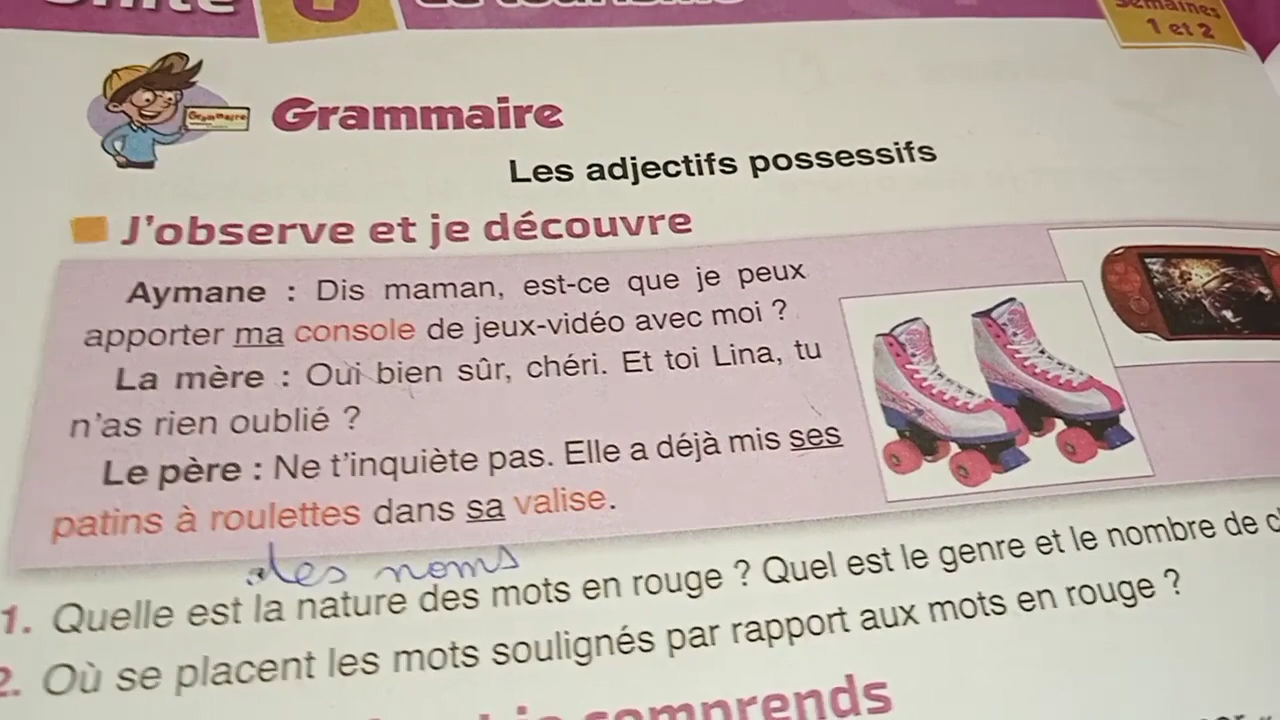 de tourisme
Semaines
1 et 2
Grammaire
Grammaire
Les adjectifs possessifs
J'observe et je découvre
Aymane : Dis maman, est-ce que je peux
apporter ma console de jeux-vidéo avec moi ?
La mère : Oui bien sûr, chéri. Et toi Lina, tu
n'as rien oublié ?
Le père : Ne t'inquiète pas. Elle a déjà mis ses
patins à roulettes dans sa valise.
des noms
1. Quelle est la nature des mots en rouge ? Quel est le genre et le nombre de
2. Où se placent les mots soulignés par rapport aux mots en rouge ?
comprends